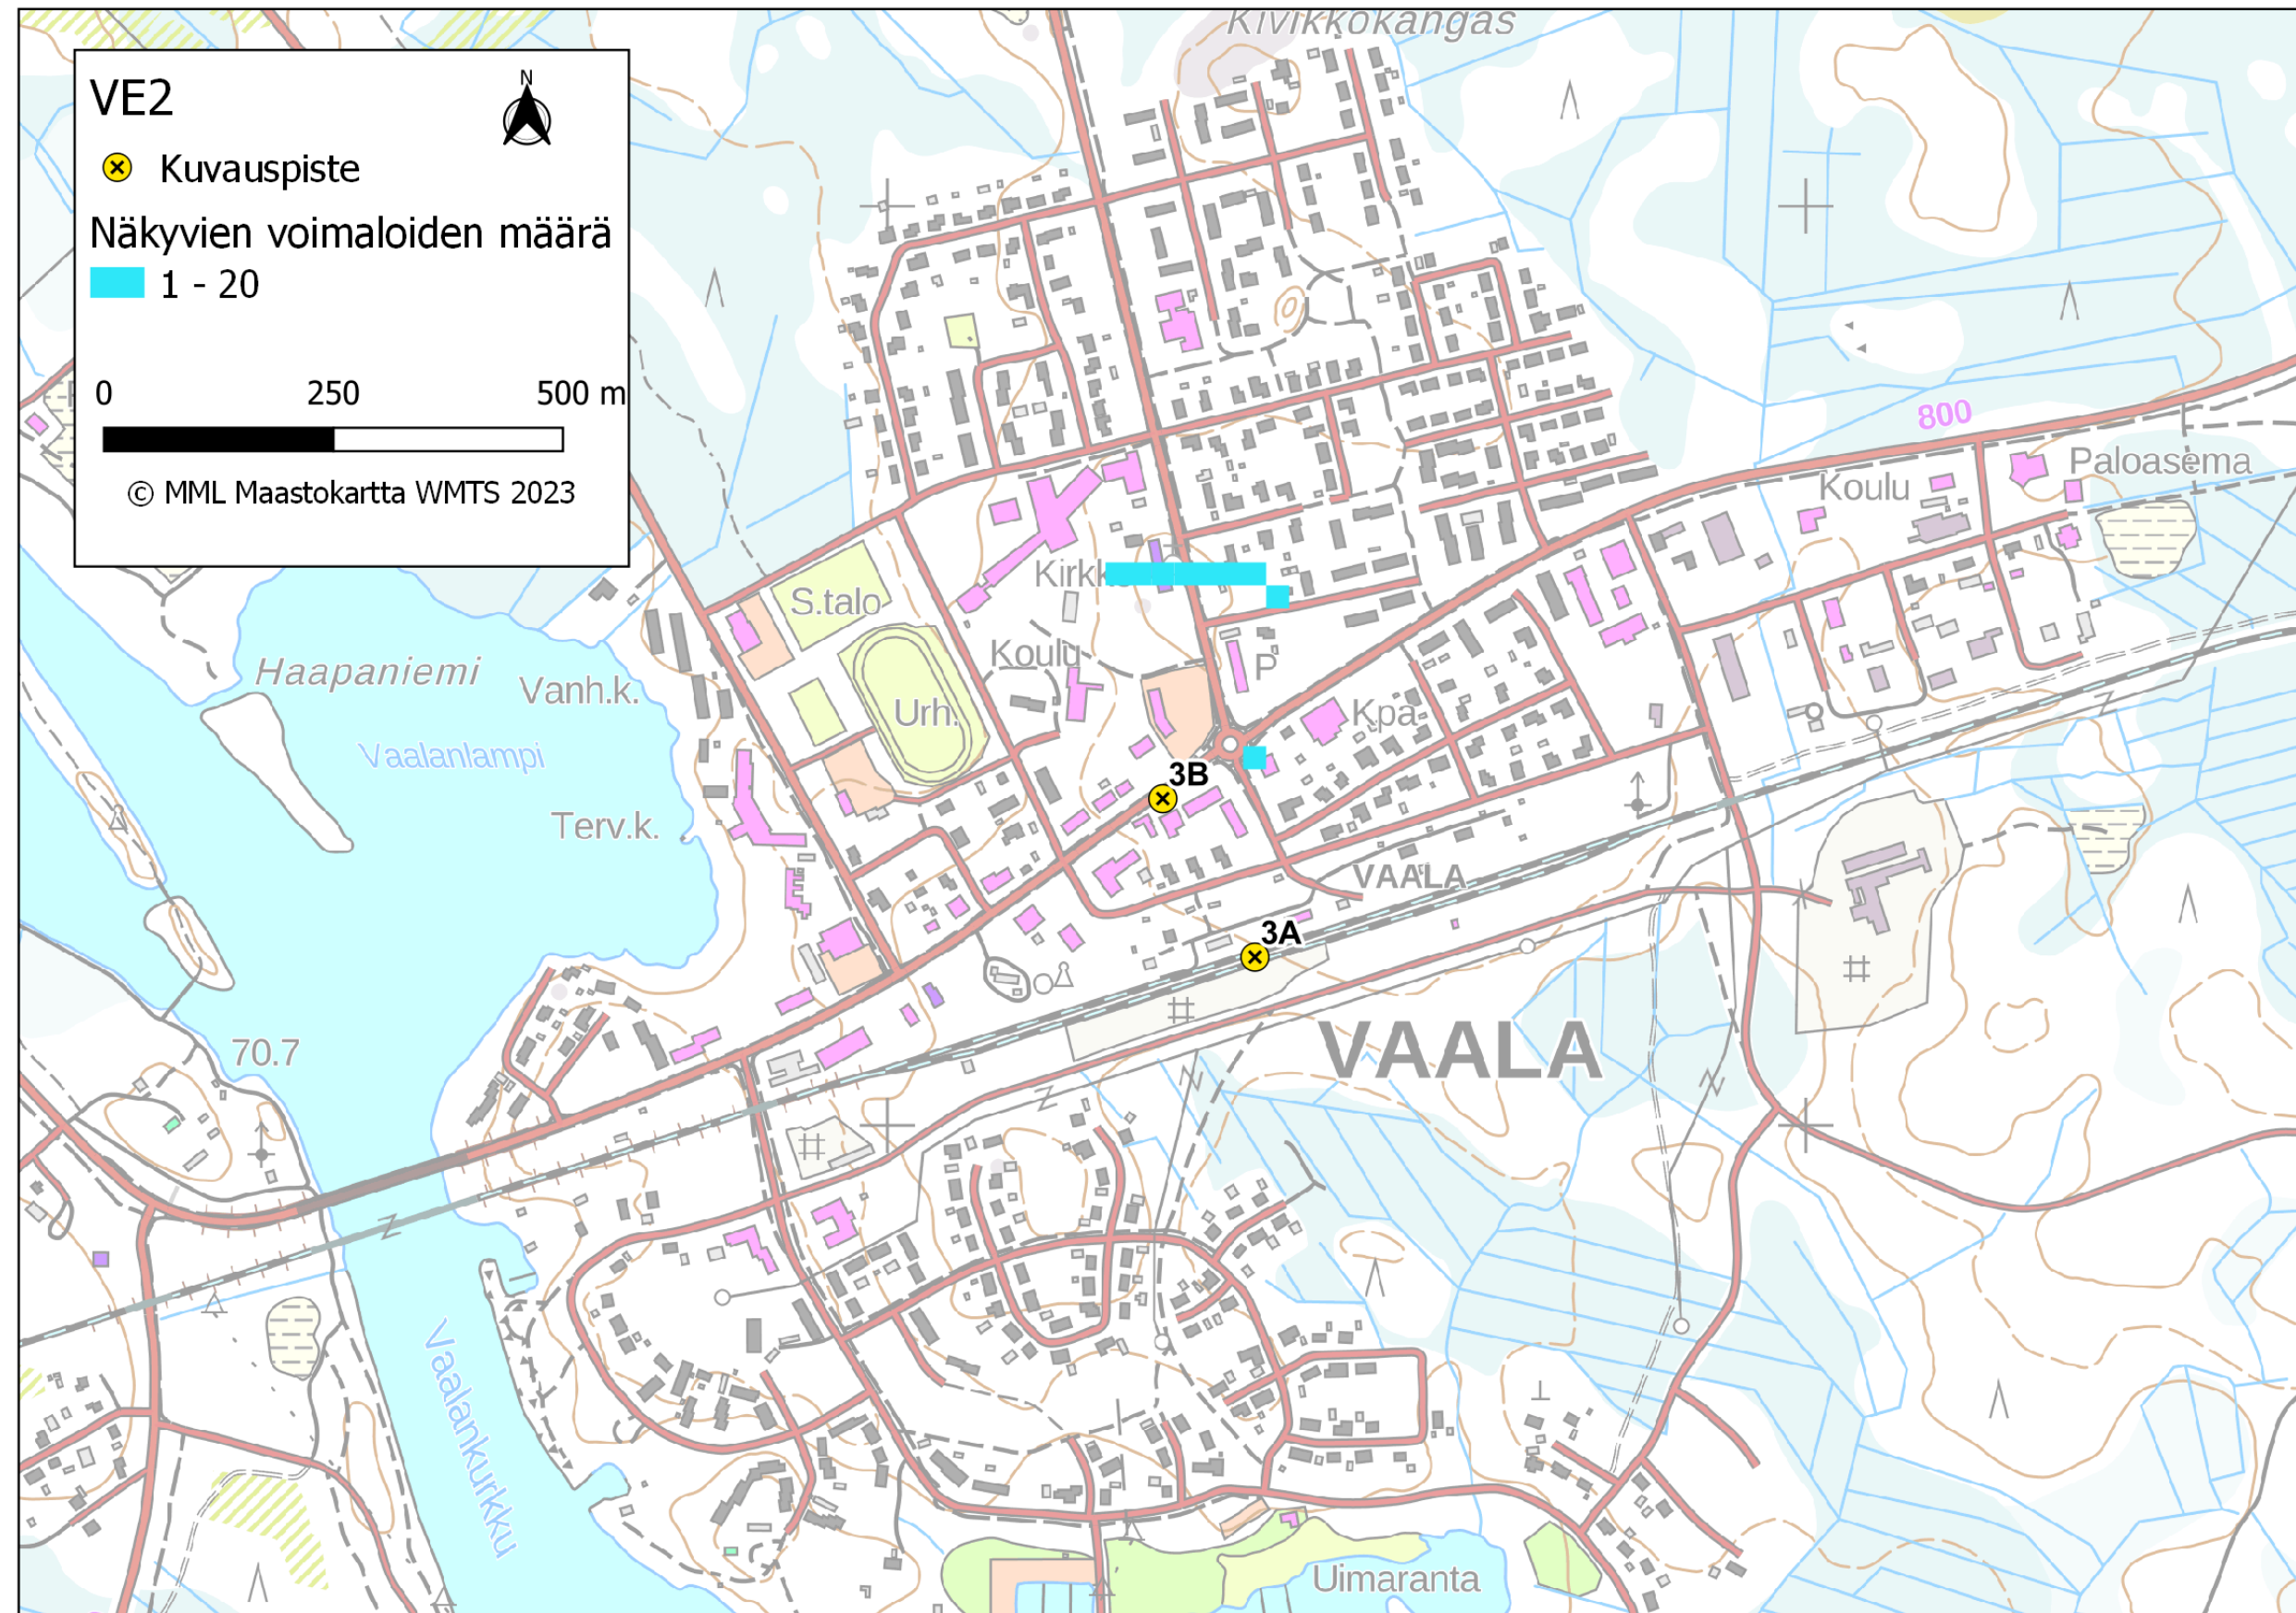 Kivikkokangas
VE2
N
Kuvauspiste
Näkyvien voimaloiden määrä
1 - 20
0 250 500 m
© MML Maastokartta WMTS 2023
800
Paloasema
Koulu
Kirkko
S.talo
Koulu
P
Haapaniemi
Vanh.k.
Urh.
Kpa
Vaalanlampi
3B
Terv.k.
VAALA
3A
VAALA
70.7
Vaalankurkku
Uimaranta